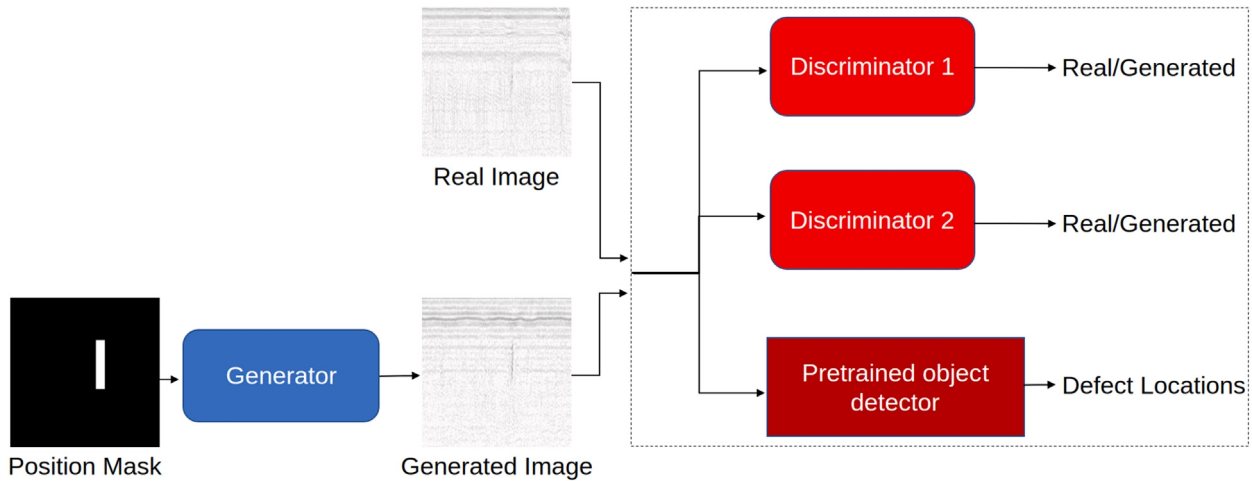 Discriminator 1
Real/Generated
Real Image
Discriminator 2
Real/Generated
Generator
Pretrained object
detector
Defect Locations
Position Mask
Generated Image